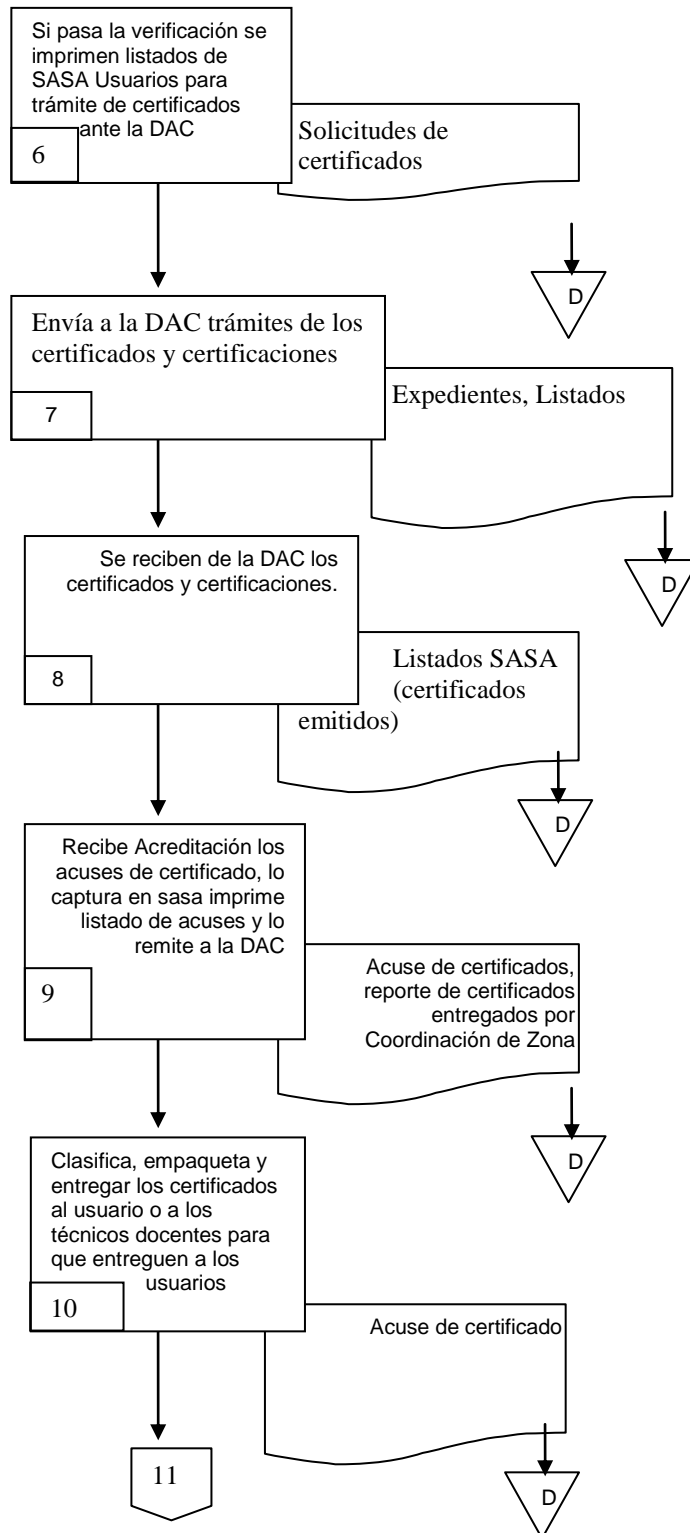 Si pasa la verificación se
imprimen listados de
SASA Usuarios para
trámite de certificados
ante la DAC
6
Solicitudes de
certificados
D
Envía a la DAC trámites de los
certificados y certificaciones
7
Expedientes, Listados
D
Se reciben de la DAC los
certificados y certificaciones.
8
Listados SASA
(certificados
emitidos)
D
Recibe Acreditación los
acuses de certificado, lo
captura en sasa imprime
listado de acuses y lo
remite a la DAC
9
Acuse de certificados,
reporte de certificados
entregados por
Coordinación de Zona
D
Clasifica, empaqueta y
entregar los certificados
al usuario o a los
técnicos docentes para
que entreguen a los
usuarios
10
Acuse de certificado
D
11